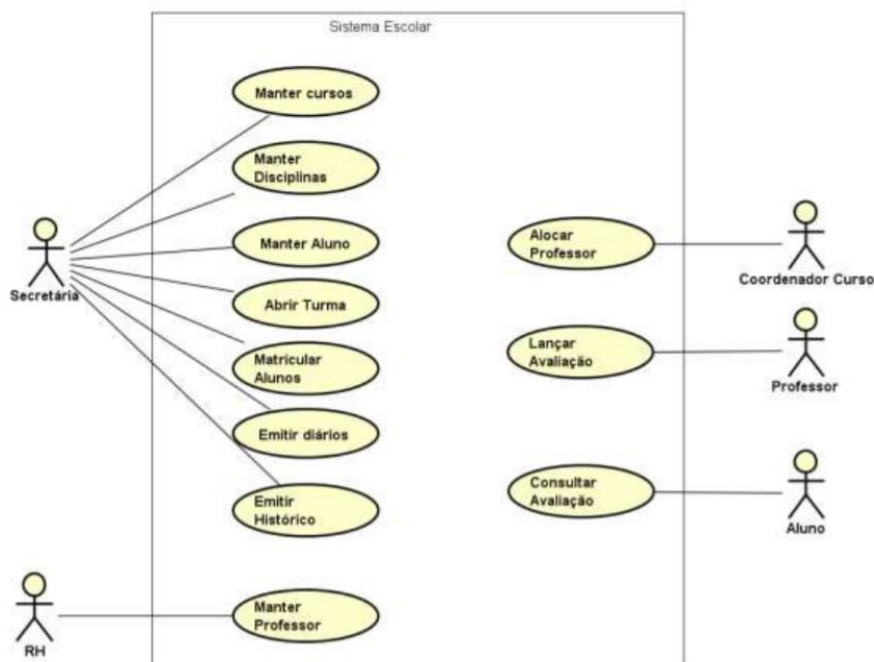 Sistema Escolar
Manter cursos
Manter
Disciplinas
Manter Aluno
Abrir Turma
Matricular
Alunos
Emitir diários
Emitir
Histórico
Manter
Professor
Secretária
RH
Alocar
Professor
Lançar
Avaliação
Consultar
Avaliação
Coordenador Curso
Professor
Aluno